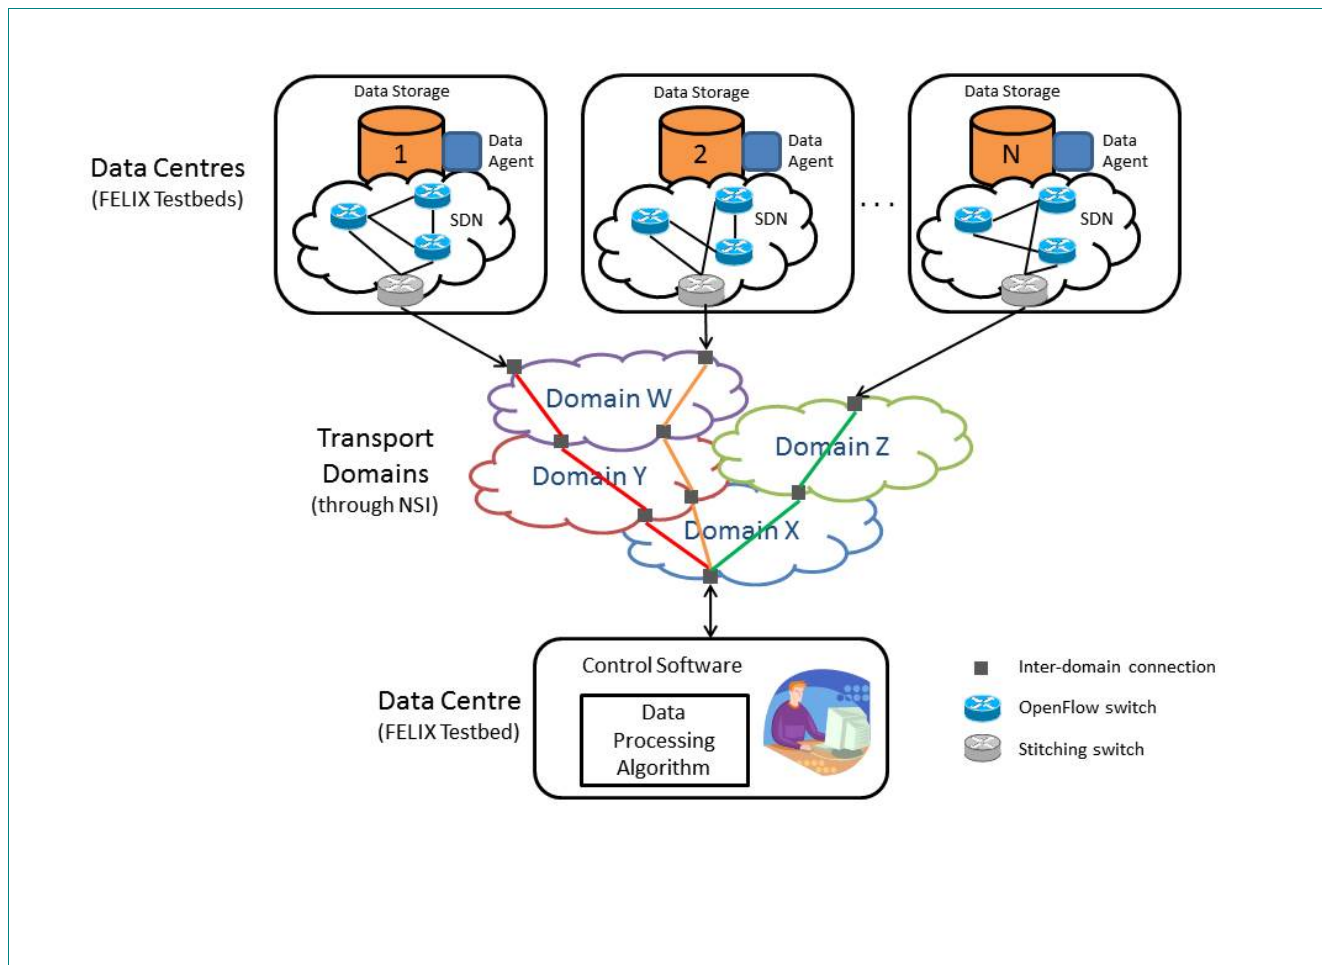 Data Storage
Data Storage
Data Storage
1
Data
Agent
2
Data
Agent
N
Data
Agent
Data Centres
(FELIX Testbeds)
SDN
SDN
SDN
. . .
Domain W
Transport
Domains
(through NSI)
Domain Z
Domain Y
Domain X
Control Software
Data
Processing
Algorithm
Data Centre
(FELIX Testbed)
Inter-domain connection
OpenFlow switch
Stitching switch